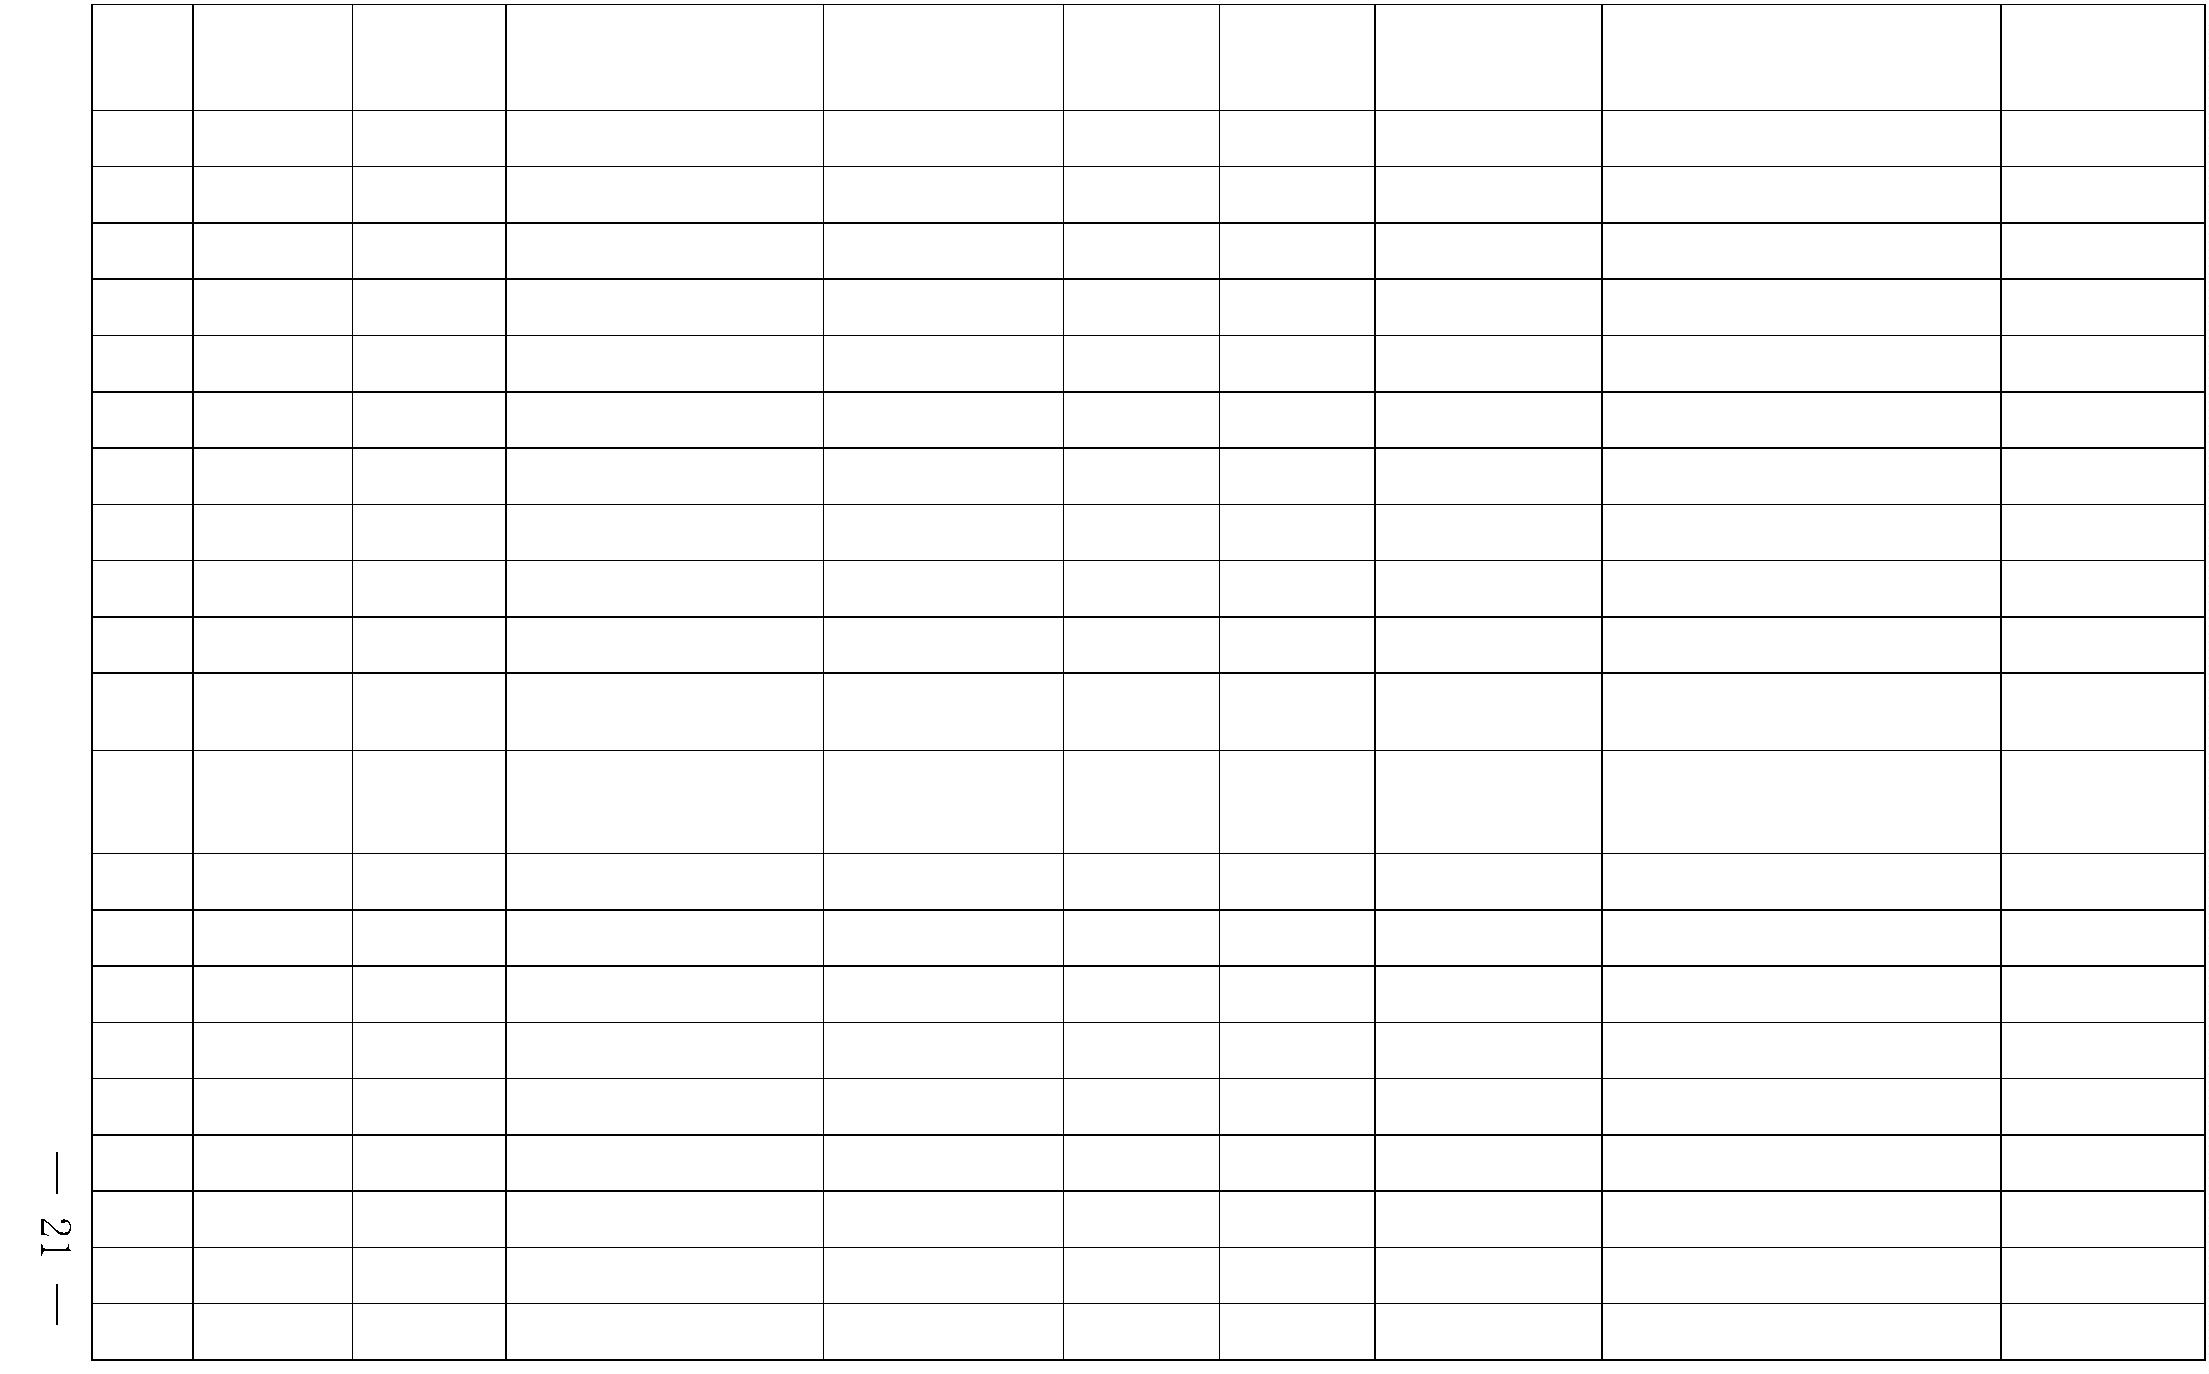 — 21 —